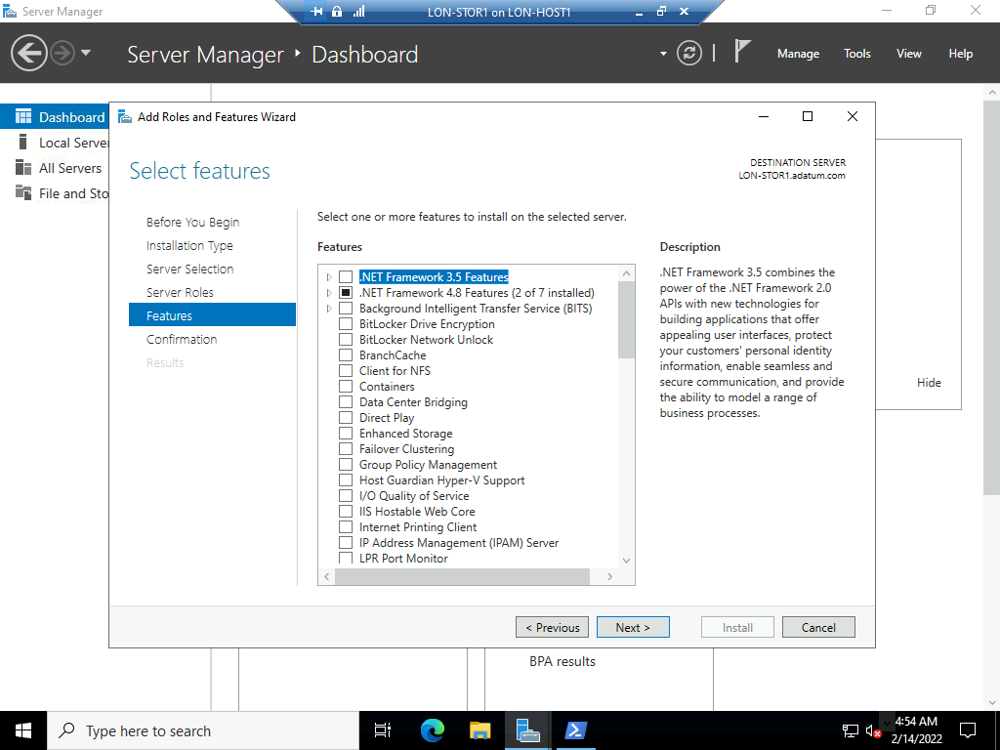 Server Manager
LON-STOR1 on LON-HOST1
Server Manager
Dashboard
Manage
Tools
View
Help
Dashboard
Local Server
All Servers
File and Sto
Add Roles and Features Wizard
Select features
DESTINATION SERVER
LON-STOR1.adatum.com
Before You Begin
Installation Type
Server Selection
Server Roles
Features
Confirmation
Results
Select one or more features to install on the selected server.
Features
.NET Framework 3.5 Features
.NET Framework 4.8 Features (2 of 7 installed)
Background Intelligent Transfer Service (BITS)
BitLocker Drive Encryption
BitLocker Network Unlock
BranchCache
Client for NFS
Containers
Data Center Bridging
Direct Play
Enhanced Storage
Failover Clustering
Group Policy Management
Host Guardian Hyper-V Support
I/O Quality of Service
IIS Hostable Web Core
Internet Printing Client
IP Address Management (IPAM) Server
LPR Port Monitor
Description
.NET Framework 3.5 combines the
power of the .NET Framework 2.0
APIs with new technologies for
building applications that offer
appealing user interfaces, protect
your customers' personal identity
information, enable seamless and
secure communication, and provide
the ability to model a range of
business processes.
Hide
< Previous
Next >
Install
Cancel
BPA results
Type here to search
4:54 AM
2/14/2022